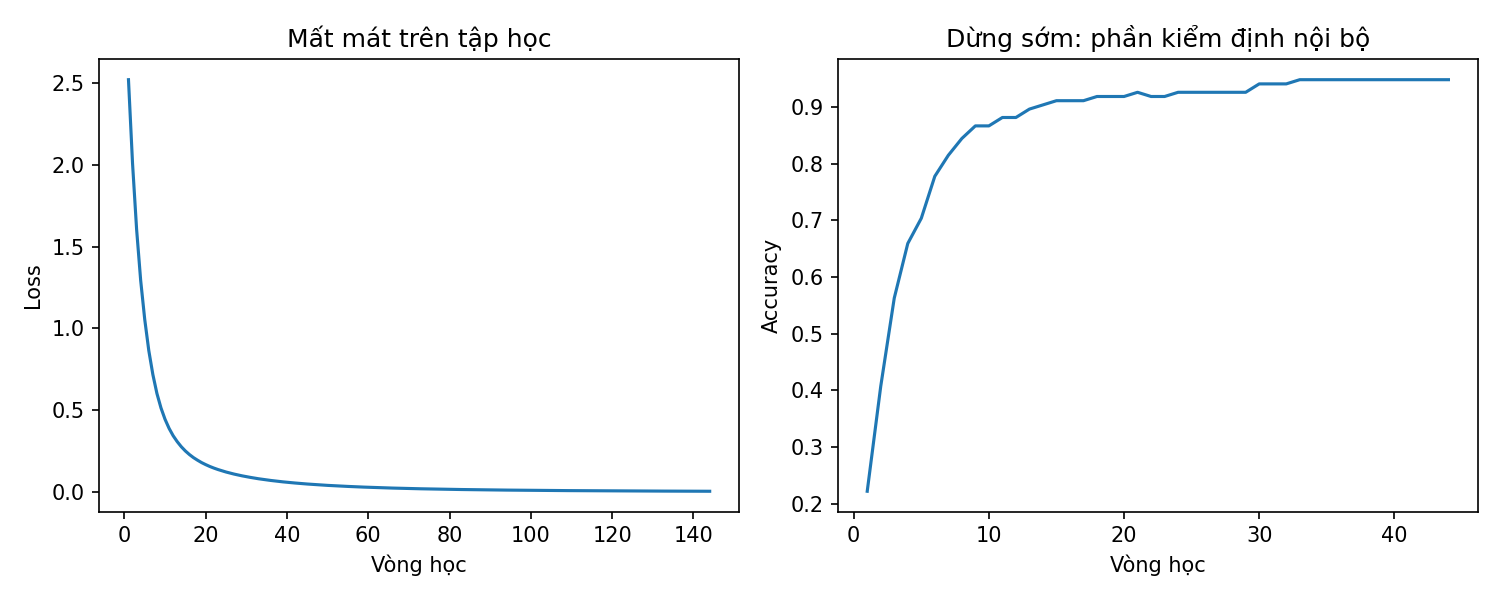 Mất mát trên tập học
2.5
2.0
1.5
1.0
0.5
0.0
Loss
0 20 40 60 80 100 120 140
Vòng học
Dừng sớm: phần kiểm định nội bộ
0.9
0.8
0.7
0.6
0.5
0.4
0.3
0.2
Accuracy
0 10 20 30 40
Vòng học